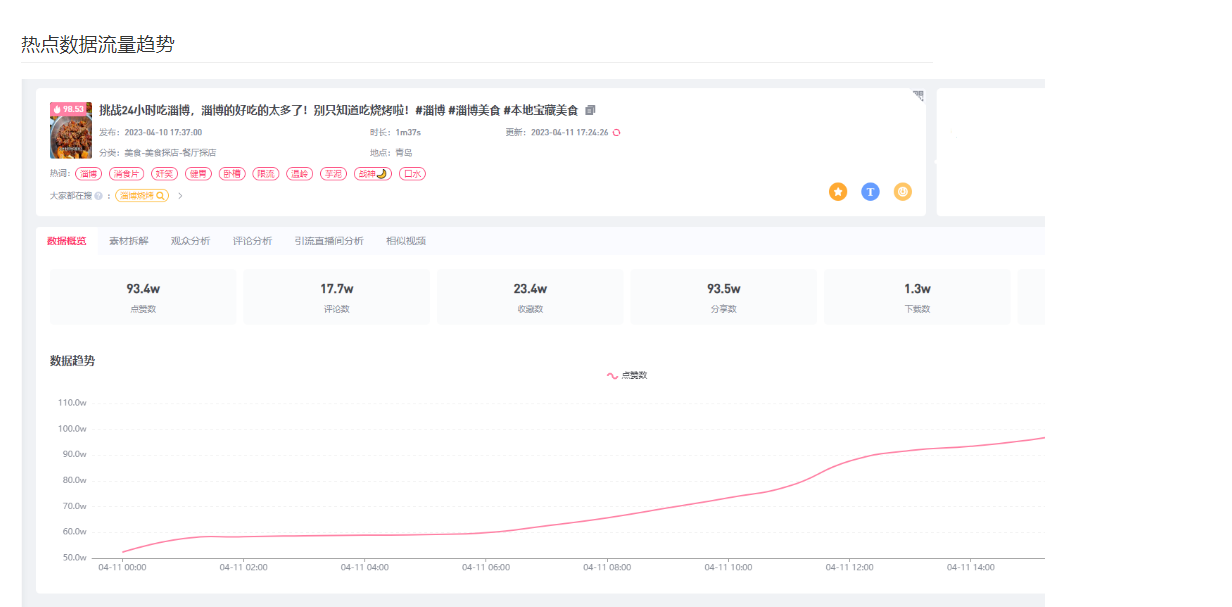 热点数据流量趋势
98.53
挑战24小时吃淄博，淄博的好吃的太多了！别只知道吃烧烤啦！#淄博 #淄博美食 #本地宝藏美食
发布：2023-04-10 17:37:00 时长：1m37s 更新：2023-04-11 17:24:26
分类：美食-美食探店-餐厅探店 地点：青岛
热词：淄博 消食片 好笑 健胃 卧槽 限流 温龄 芋泥 战神🌙 口水
大家都在搜 ： 淄博烧烤 >
T
数据概览 素材拆解 观众分析 评论分析 引流直播间分析 相似视频
93.4w 17.7w 23.4w 93.5w 1.3w
点赞数 评论数 收藏数 分享数 下载数
数据趋势
点赞数
110.0w
100.0w
90.0w
80.0w
70.0w
60.0w
50.0w
04-11 00:00 04-11 02:00 04-11 04:00 04-11 06:00 04-11 08:00 04-11 10:00 04-11 12:00 04-11 14:00